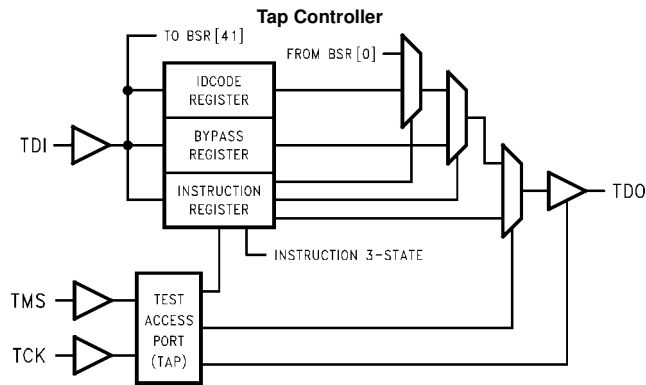 Tap Controller
TO BSR[41]
FROM BSR[0]
IDCODE
REGISTER
TDI
BYPASS
REGISTER
INSTRUCTION
REGISTER
TDO
INSTRUCTION 3-STATE
TMS
TEST
ACCESS
PORT
(TAP)
TCK